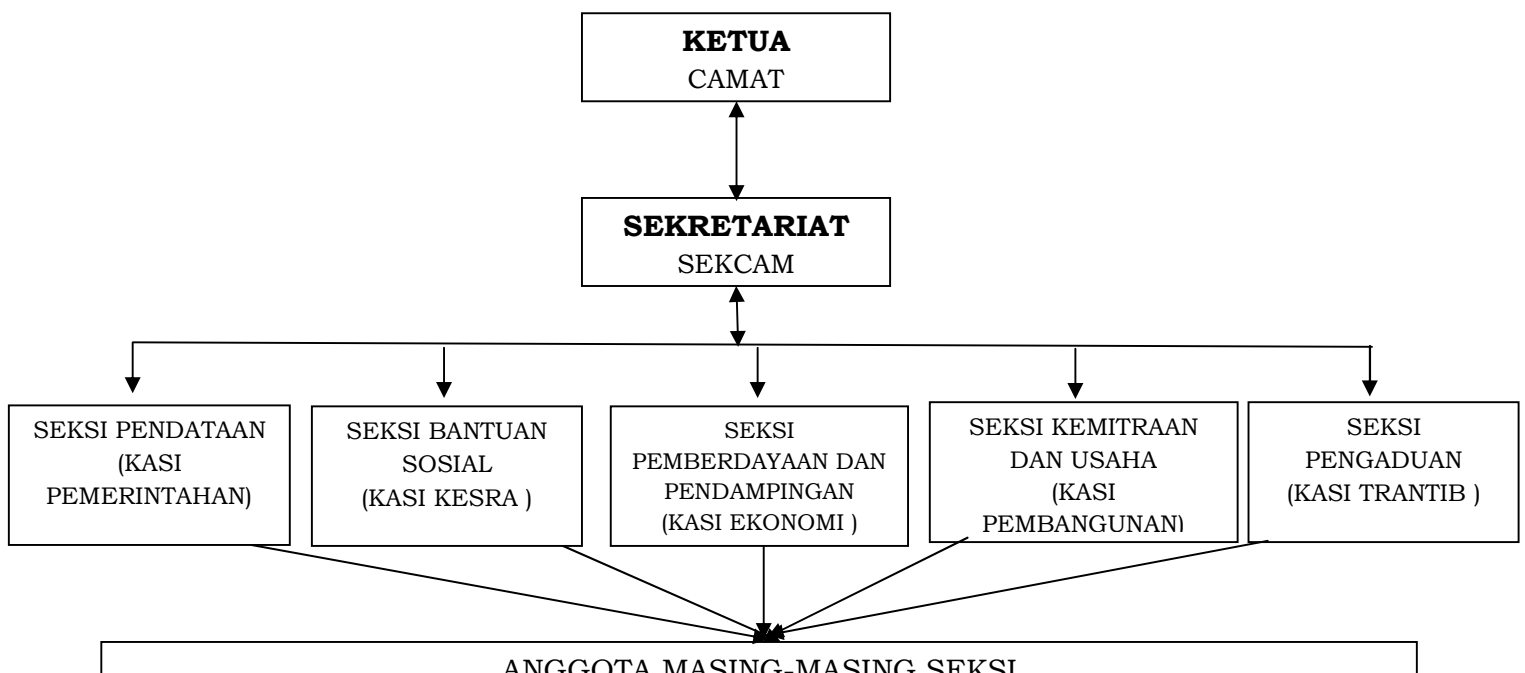 KETUA
CAMAT
SEKRETARIAT
SEKCAM
SEKSI PENDATAAN
(KASI
PEMERINTAHAN)
SEKSI BANTUAN
SOSIAL
(KASI KESRA )
SEKSI
PEMBERDAYAAN DAN
PENDAMPINGAN
(KASI EKONOMI )
SEKSI KEMITRAAN
DAN USAHA
(KASI
PEMBANGUNAN)
SEKSI
PENGADUAN
(KASI TRANTIB )
ANGGOTA MASING-MASING SEKSI